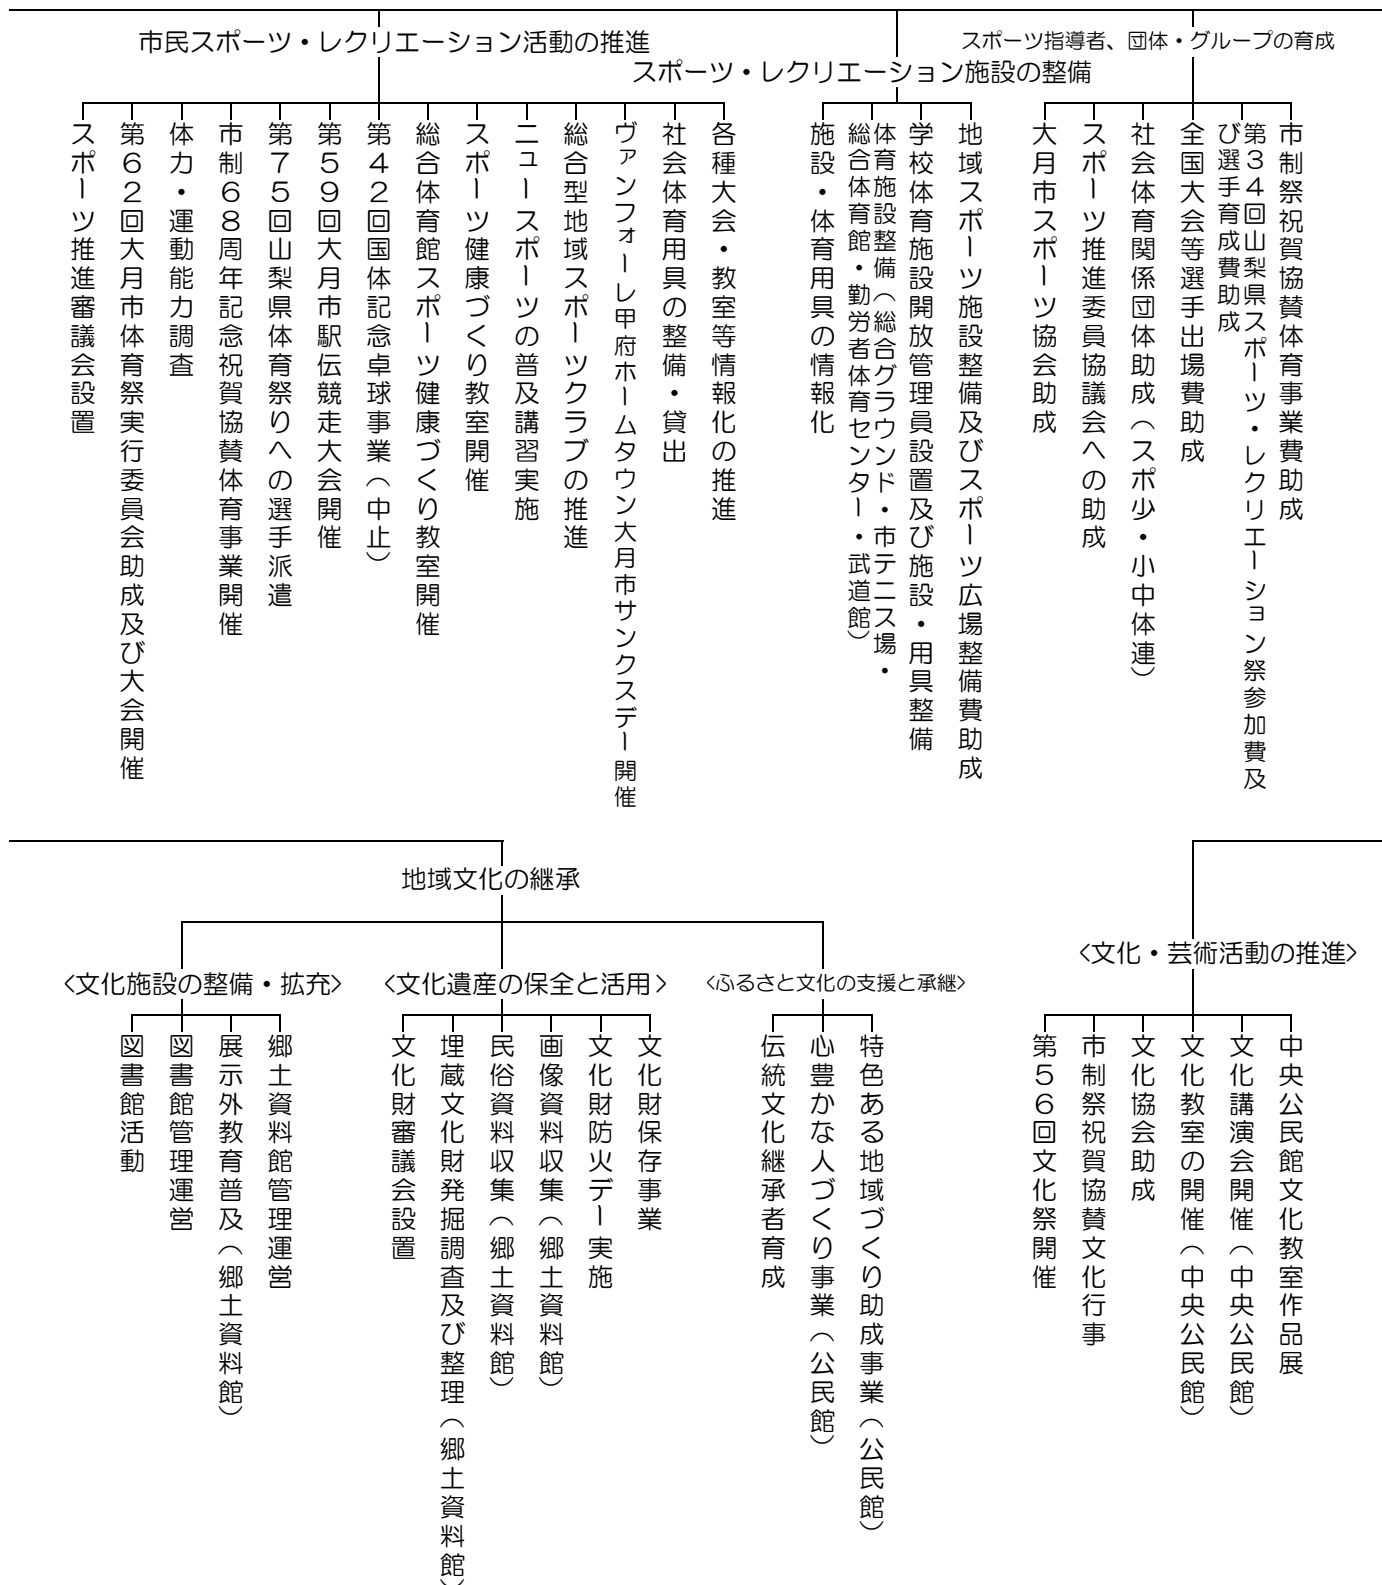 市民スポーツ・レクリエーション活動の推進
スポーツ推進審議会設置
第62回大月市体育祭実行委員会助成及び大会開催
体力・運動能力調査
市制68周年記念祝賀協賛体育事業開催
第75回山梨県体育祭りへの選手派遣
第59回大月市駅伝競走大会開催
第42回国体記念卓球事業(中止)
総合体育館スポーツ健康づくり教室開催
スポーツ健康づくり教室開催
ニュースポーツの普及講習実施
総合型地域スポーツクラブの推進
ヴァンフォーレ甲府ホームタウン大月市サンクスデー開催
社会体育用具の整備・貸出
各種大会・教室等情報化の推進
スポーツ・レクリエーション施設の整備
施設・体育用具の情報化
体育施設整備(総合グラウンド・市テニス場・
総合体育館・勤労者体育センター・武道館)
学校体育施設開放管理員設置及び施設・用具整備
地域スポーツ施設整備及びスポーツ広場整備費助成
スポーツ指導者、団体・グループの育成
大月市スポーツ協会助成
スポーツ推進委員協議会への助成
社会体育関係団体助成(スポ少・小中体連)
全国大会等選手出場費助成
第34回山梨県スポーツ・レクリエーション祭参加費及
び選手育成費助成
市制祭祝賀協賛体育事業費助成
地域文化の継承
<文化施設の整備・拡充>
図書館活動
図書館管理運営
展示外教育普及(郷土資料館)
郷土資料館管理運営
<文化遺産の保全と活用>
文化財審議会設置
埋蔵文化財発掘調査及び整理(郷土資料館)
民俗資料収集(郷土資料館)
画像資料収集(郷土資料館)
文化財防火デー実施
文化財保存事業
<ふるさと文化の支援と承継>
伝統文化継承者育成
心豊かな人づくり事業(公民館)
特色ある地域づくり助成事業(公民館)
<文化・芸術活動の推進>
第56回文化祭開催
市制祭祝賀協賛文化行事
文化協会助成
文化教室の開催(中央公民館)
文化講演会開催(中央公民館)
中央公民館文化教室作品展